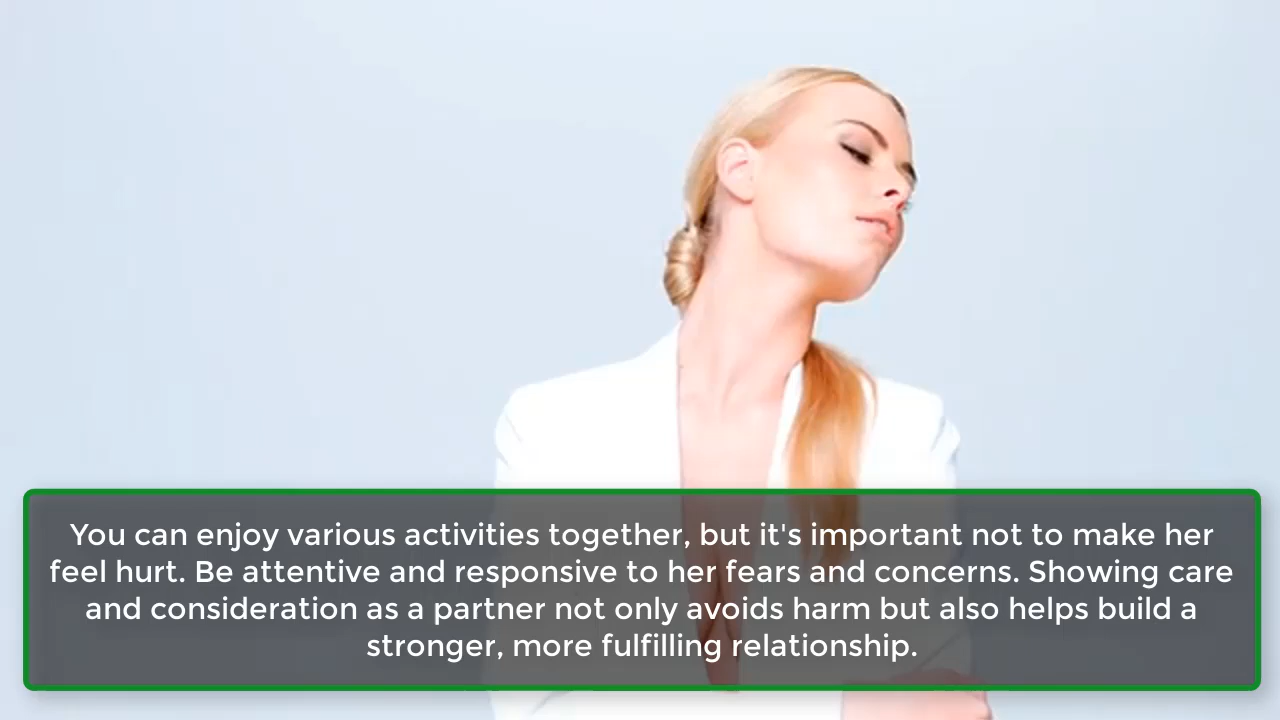 You can enjoy various activities together, but it's important not to make her
feel hurt. Be attentive and responsive to her fears and concerns. Showing care
and consideration as a partner not only avoids harm but also helps build a
stronger, more fulfilling relationship.